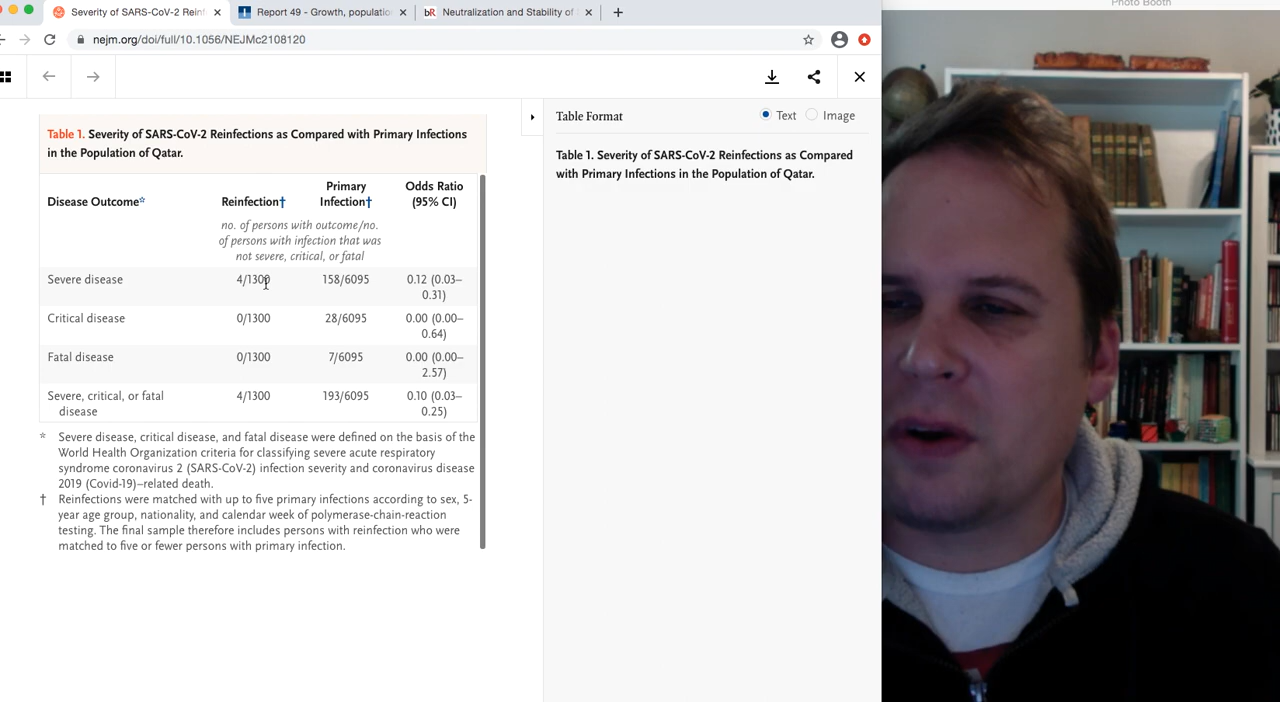 Photo Booth
Severity of SARS-CoV-2 Reinf
Report 49 - Growth, population
bR
Neutralization and Stability of
nejm.org/doi/full/10.1056/NEJMc2108120
Table 1. Severity of SARS-CoV-2 Reinfections as Compared with Primary Infections
in the Population of Qatar.
Disease Outcome* Reinfection† Primary Infection† Odds Ratio (95% CI)
no. of persons with outcome/no.
of persons with infection that was
not severe, critical, or fatal
Severe disease 4/1300 158/6095 0.12 (0.03–
0.31)
Critical disease 0/1300 28/6095 0.00 (0.00–
0.64)
Fatal disease 0/1300 7/6095 0.00 (0.00–
2.57)
Severe, critical, or fatal 4/1300 193/6095 0.10 (0.03–
disease 0.25)
* Severe disease, critical disease, and fatal disease were defined on the basis of the
World Health Organization criteria for classifying severe acute respiratory
syndrome coronavirus 2 (SARS-CoV-2) infection severity and coronavirus disease
2019 (Covid-19)–related death.
† Reinfections were matched with up to five primary infections according to sex, 5-
year age group, nationality, and calendar week of polymerase-chain-reaction
testing. The final sample therefore includes persons with reinfection who were
matched to five or fewer persons with primary infection.
Table Format Text Image
Table 1. Severity of SARS-CoV-2 Reinfections as Compared
with Primary Infections in the Population of Qatar.